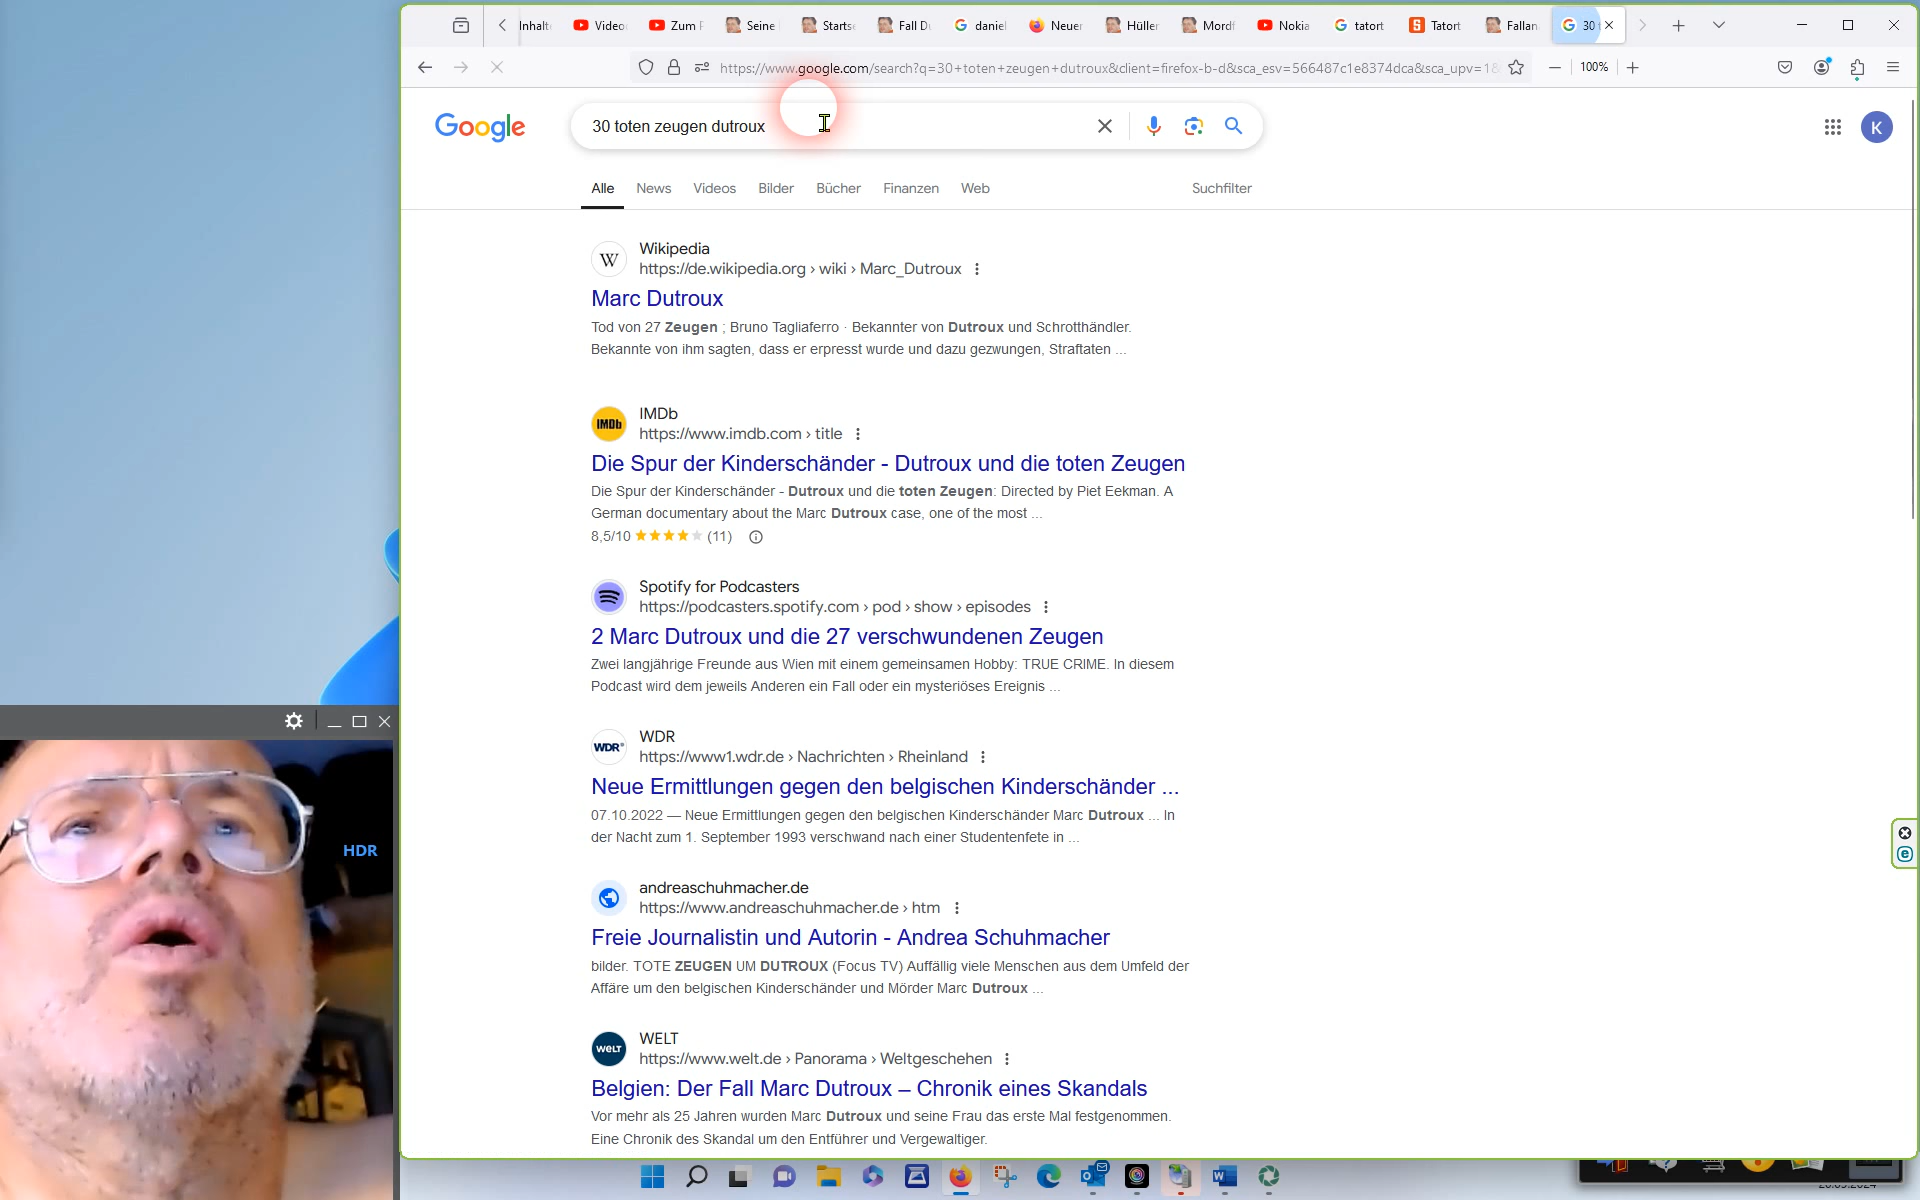 Inhalt
Video
Zum F
Seine
Starts
Fall Du
daniel
Neuer
Hüller
Mordf
Nokia
tatort
Tatort
Fallan
30
https://www.google.com/search?q=30+toten+zeugen+dutroux&client=firefox-b-d&sca_esv=566487c1e8374dca&sca_upv=1&
100%
Google
30 toten zeugen dutroux
K
Alle News Videos Bilder Bücher Finanzen Web Suchfilter
W
Wikipedia
https://de.wikipedia.org › wiki › Marc_Dutroux
Marc Dutroux
Tod von 27 Zeugen ; Bruno Tagliaferro · Bekannter von Dutroux und Schrotthändler.
Bekannte von ihm sagten, dass er erpresst wurde und dazu gezwungen, Straftaten ...
IMDb
IMDb
https://www.imdb.com › title
Die Spur der Kinderschänder - Dutroux und die toten Zeugen
Die Spur der Kinderschänder - Dutroux und die toten Zeugen: Directed by Piet Eekman. A
German documentary about the Marc Dutroux case, one of the most ...
8,5/10 (11)
Spotify for Podcasters
https://podcasters.spotify.com › pod › show › episodes
2 Marc Dutroux und die 27 verschwundenen Zeugen
Zwei langjährige Freunde aus Wien mit einem gemeinsamen Hobby: TRUE CRIME. In diesem
Podcast wird dem jeweils Anderen ein Fall oder ein mysteriöses Ereignis ...
WDR
WDR
https://www1.wdr.de › Nachrichten › Rheinland
Neue Ermittlungen gegen den belgischen Kinderschänder ...
07.10.2022 — Neue Ermittlungen gegen den belgischen Kinderschänder Marc Dutroux ... In
der Nacht zum 1. September 1993 verschwand nach einer Studentenfete in ...
HDR
andreaschuhmacher.de
https://www.andreaschuhmacher.de › htm
Freie Journalistin und Autorin - Andrea Schuhmacher
bilder. TOTE ZEUGEN UM DUTROUX (Focus TV) Auffällig viele Menschen aus dem Umfeld der
Affäre um den belgischen Kinderschänder und Mörder Marc Dutroux ...
WELT
WELT
https://www.welt.de › Panorama › Weltgeschehen
Belgien: Der Fall Marc Dutroux – Chronik eines Skandals
Vor mehr als 25 Jahren wurden Marc Dutroux und seine Frau das erste Mal festgenommen.
Eine Chronik des Skandal um den Entführer und Vergewaltiger.